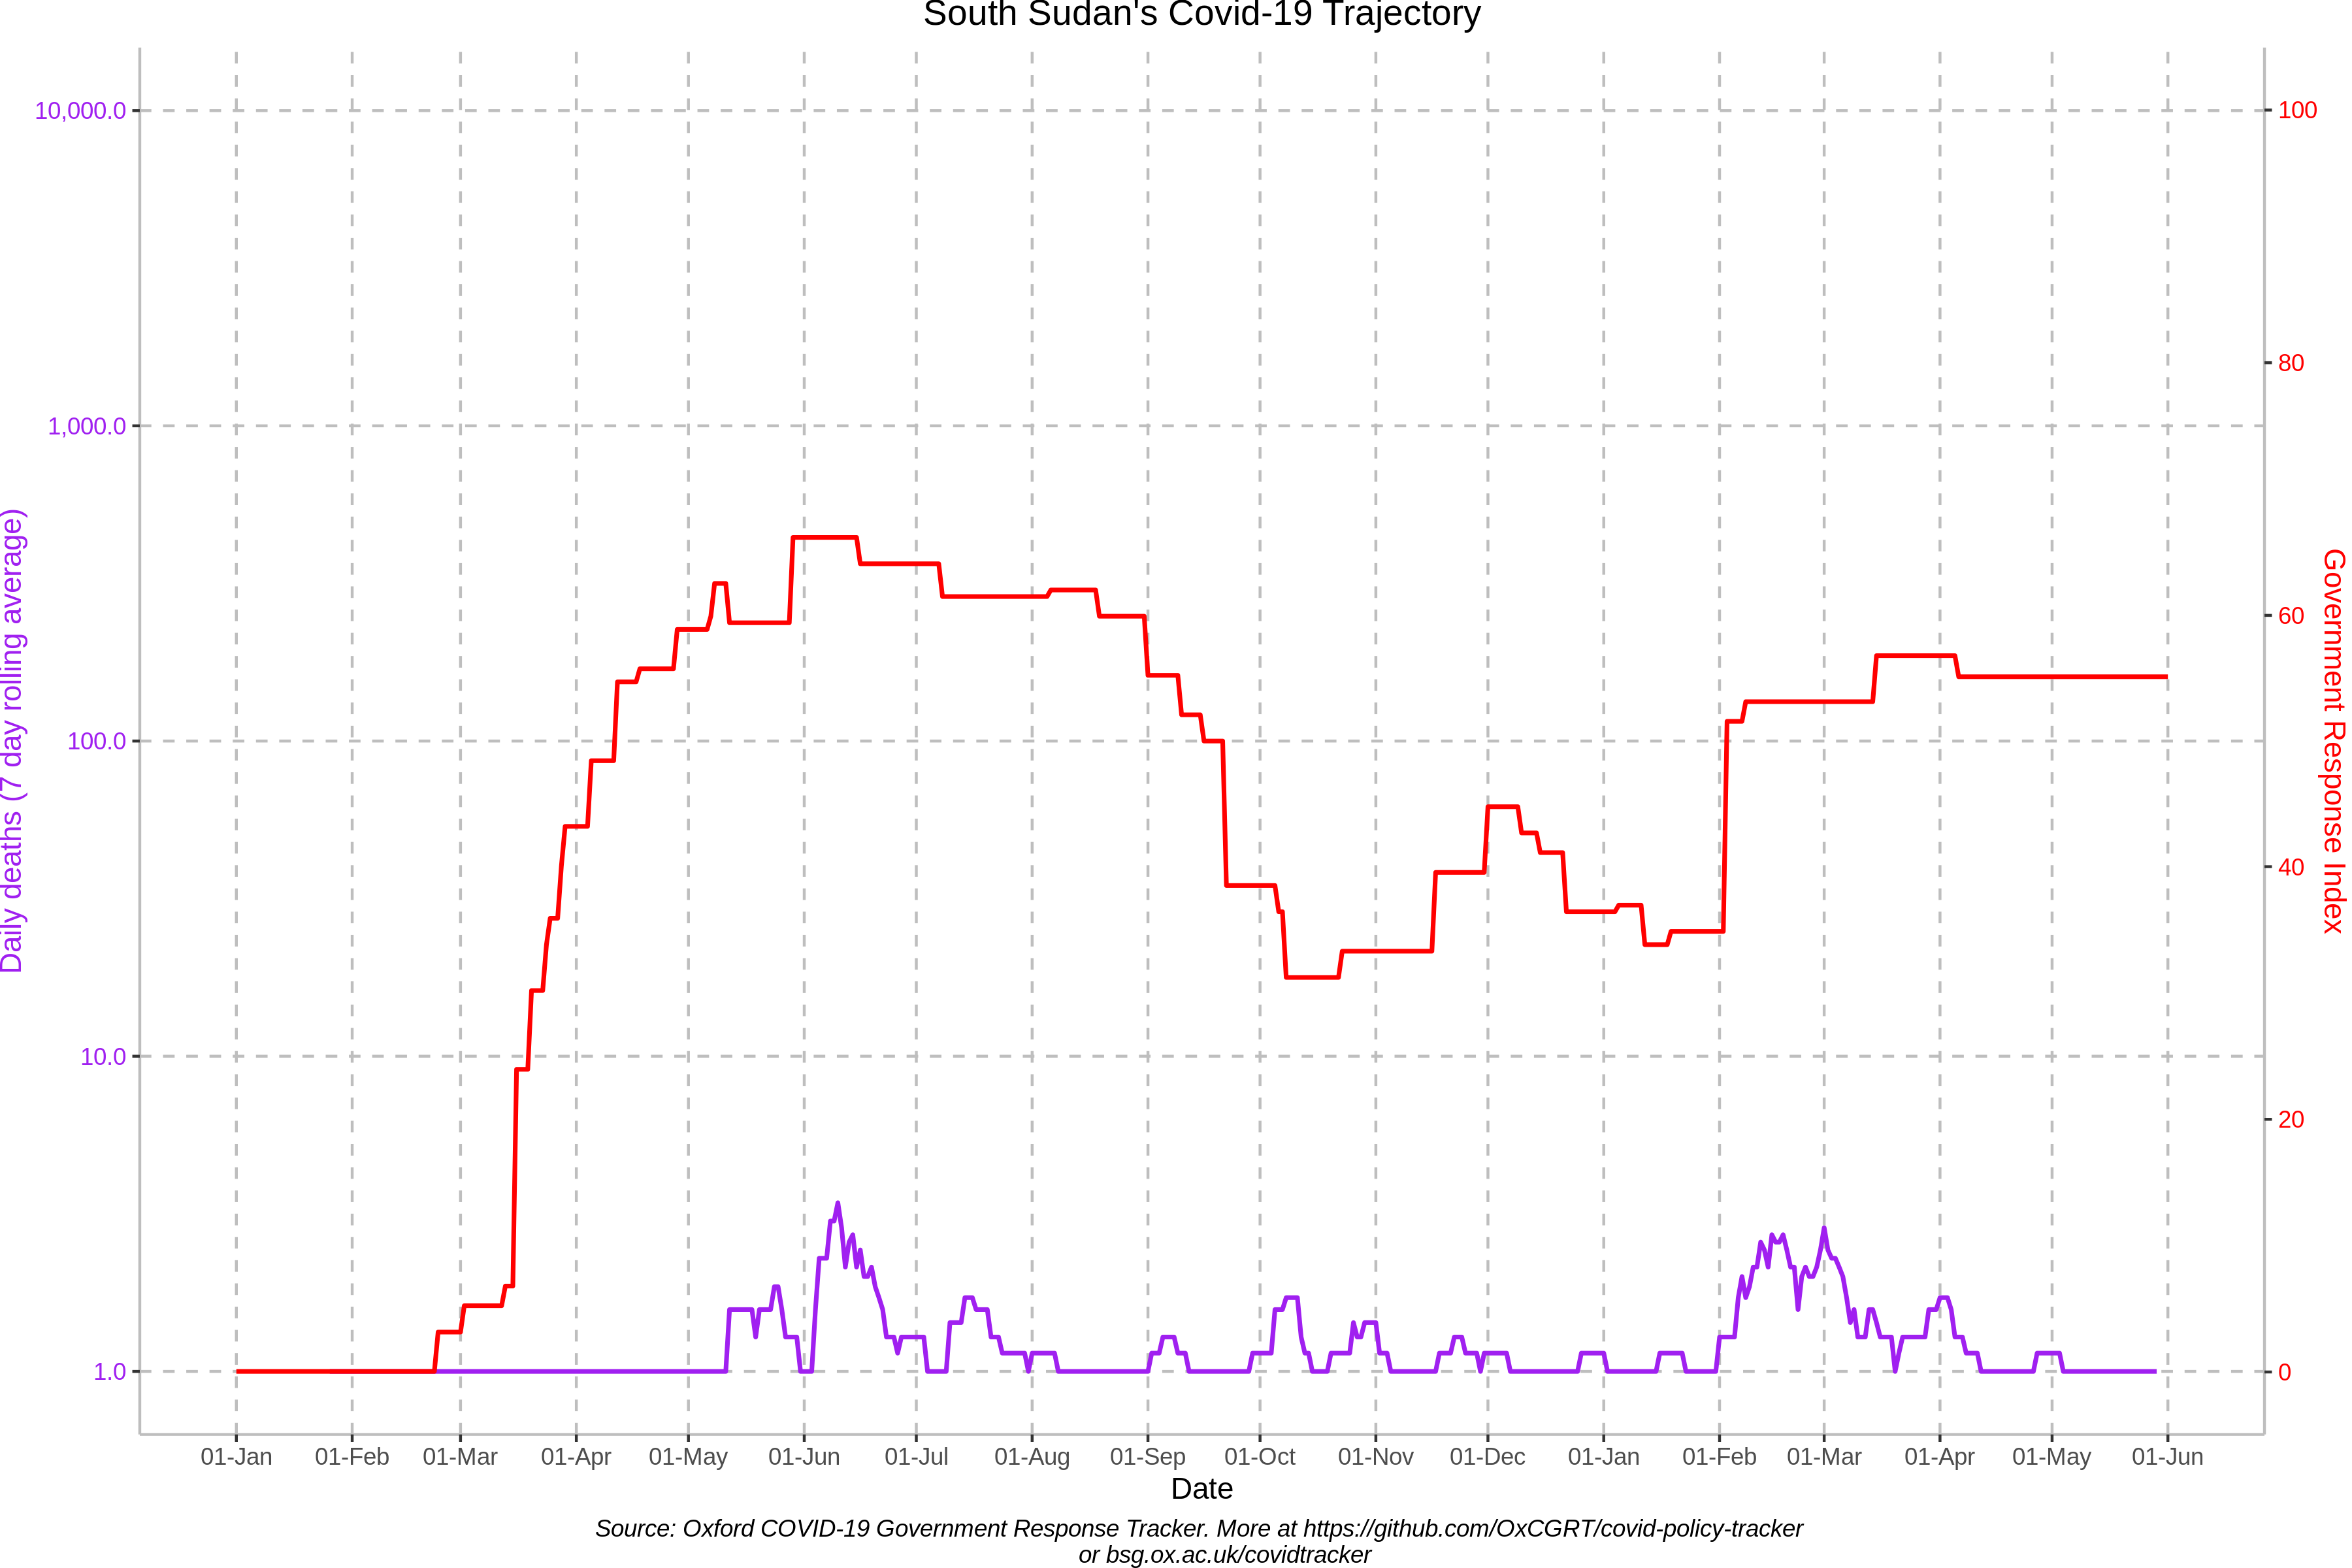 South Sudan's Covid-19 Trajectory
10,000.0
1,000.0
100.0
10.0
1.0
Daily deaths (7 day rolling average)
100
80
60
40
20
0
Government Response Index
01-Jan 01-Feb 01-Mar 01-Apr 01-May 01-Jun 01-Jul 01-Aug 01-Sep 01-Oct 01-Nov 01-Dec 01-Jan 01-Feb 01-Mar 01-Apr 01-May 01-Jun
Date
Source: Oxford COVID-19 Government Response Tracker. More at https://github.com/OxCGRT/covid-policy-tracker
or bsg.ox.ac.uk/covidtracker